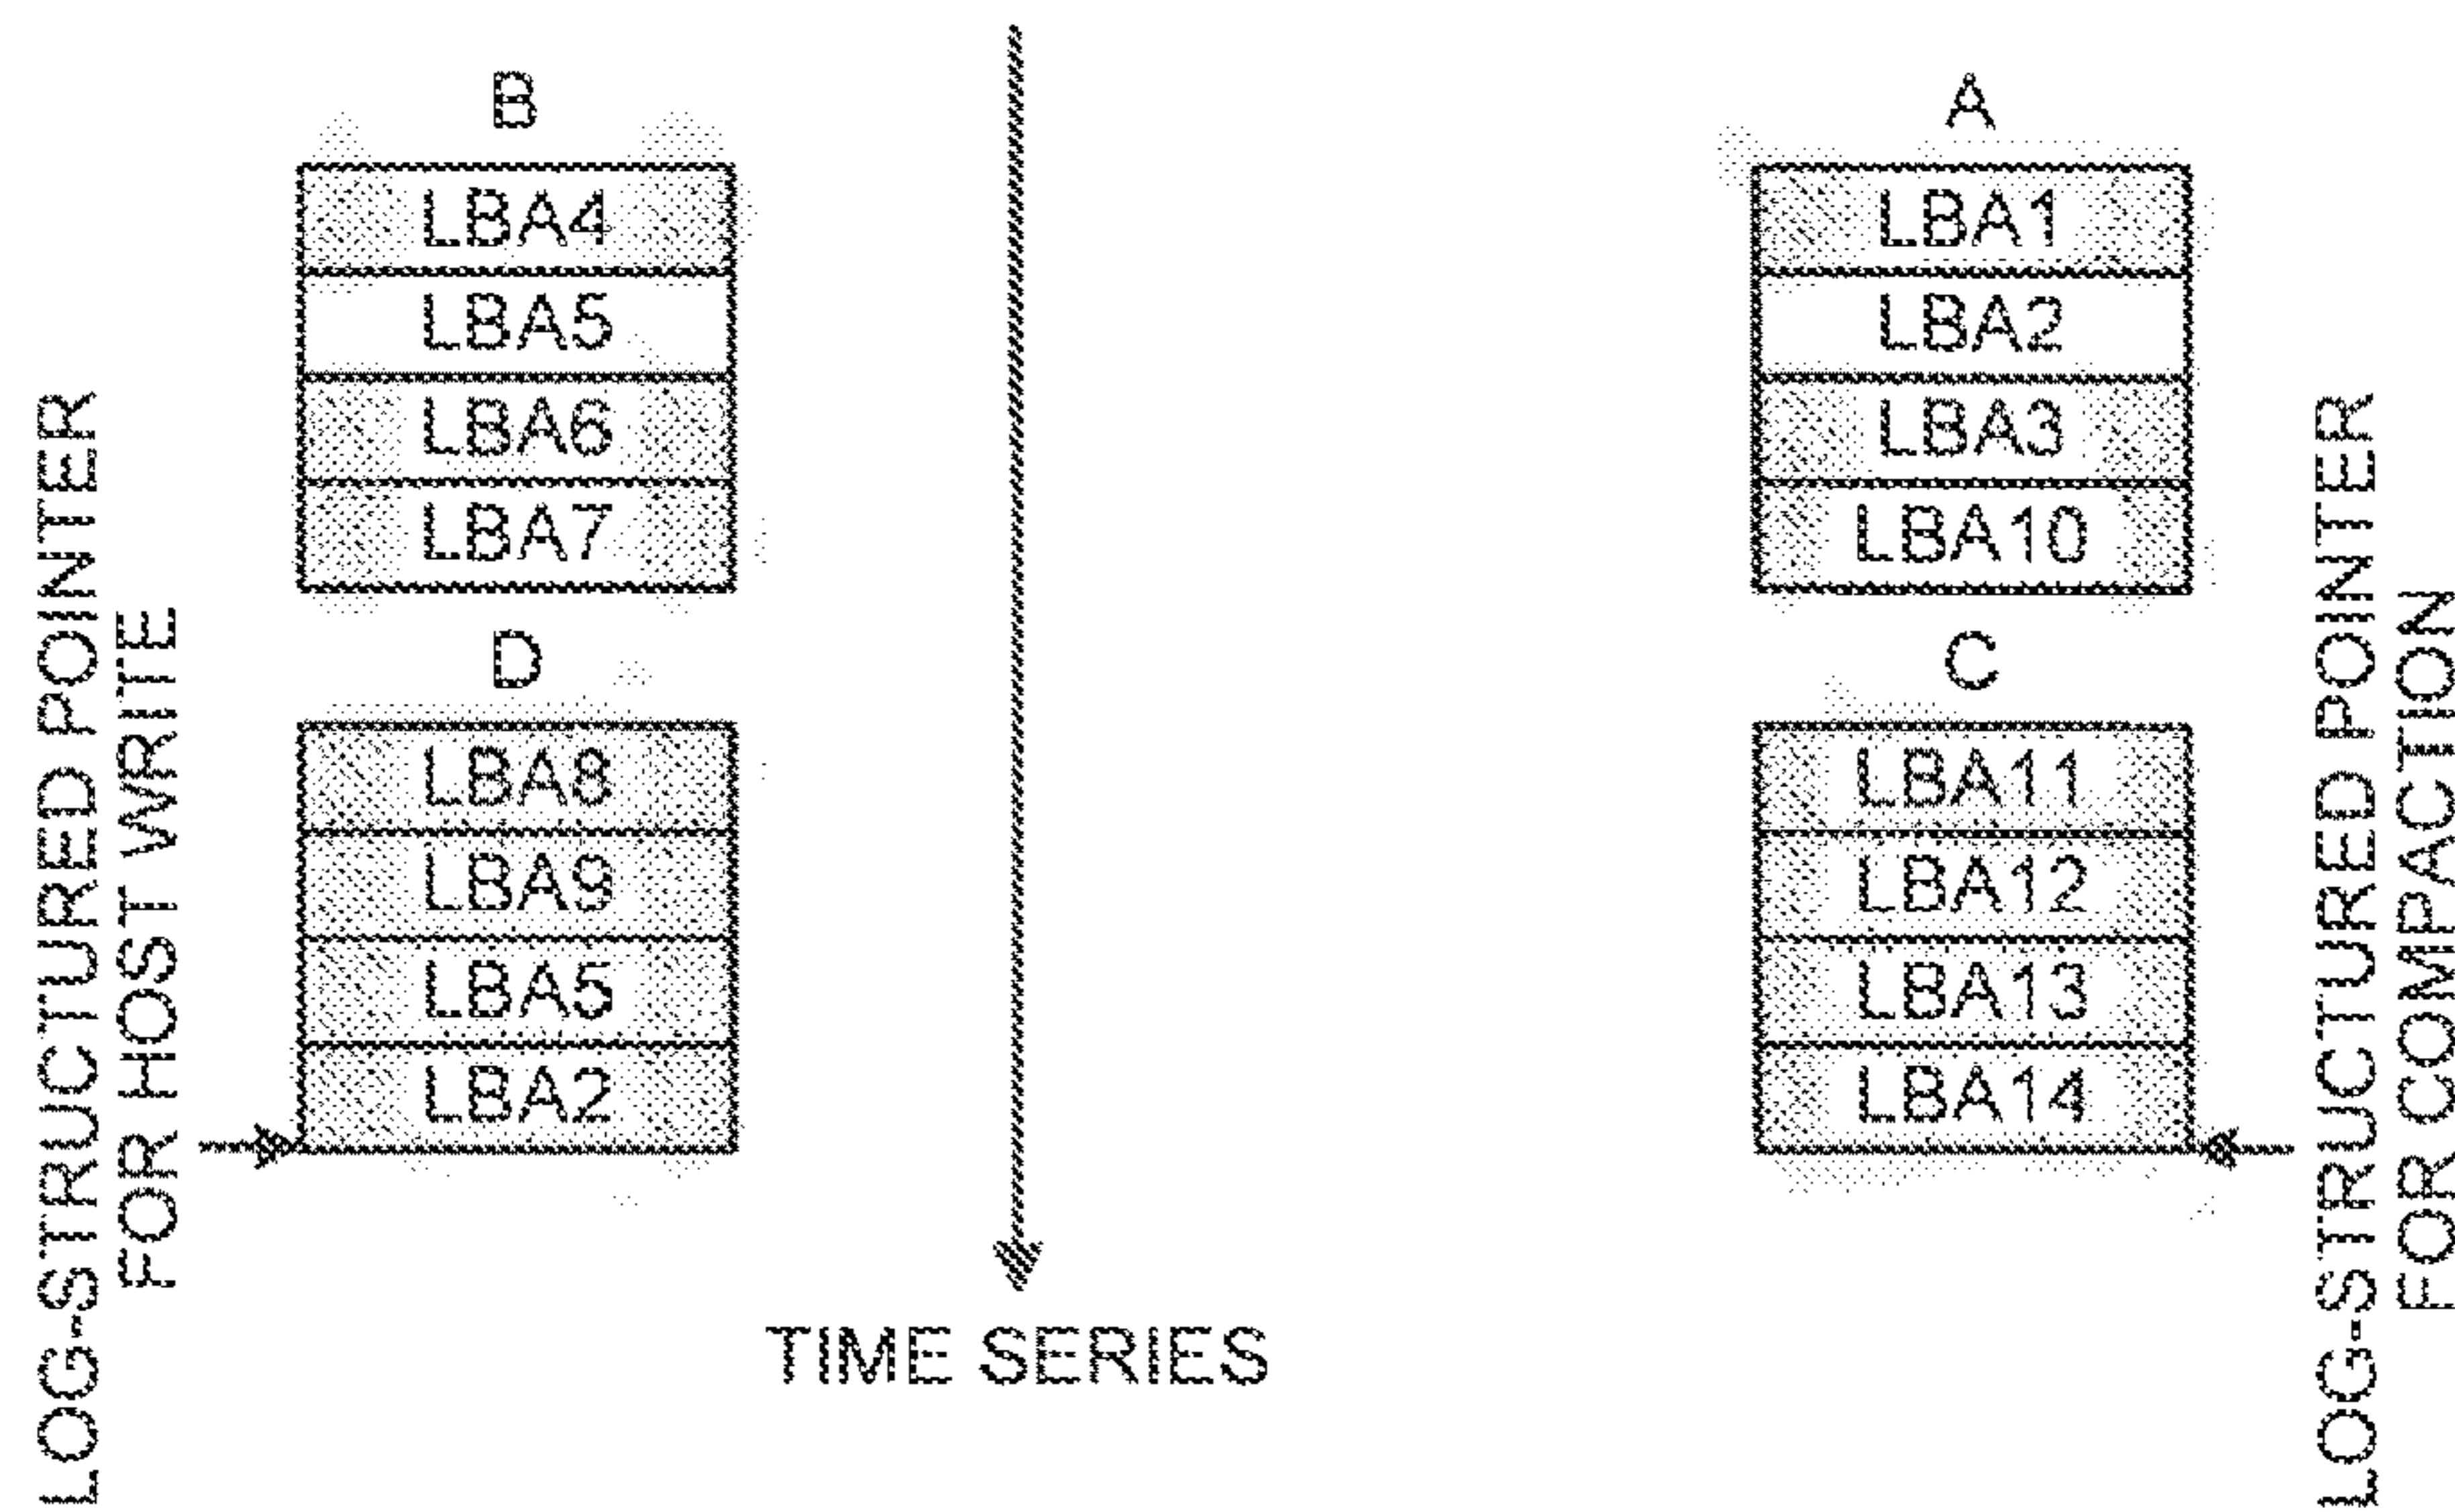 LOG-STRUCTURED POINTER
FOR HOST WRITE
B
LBA4
LBA5
LBA6
LBA7
D
LBA8
LBA9
LBA5
LBA2
TIME SERIES
A
LBA1
LBA2
LBA3
LBA10
C
LBA11
LBA12
LBA13
LBA14
LOG-STRUCTURED POINTER
FOR COMPACTION